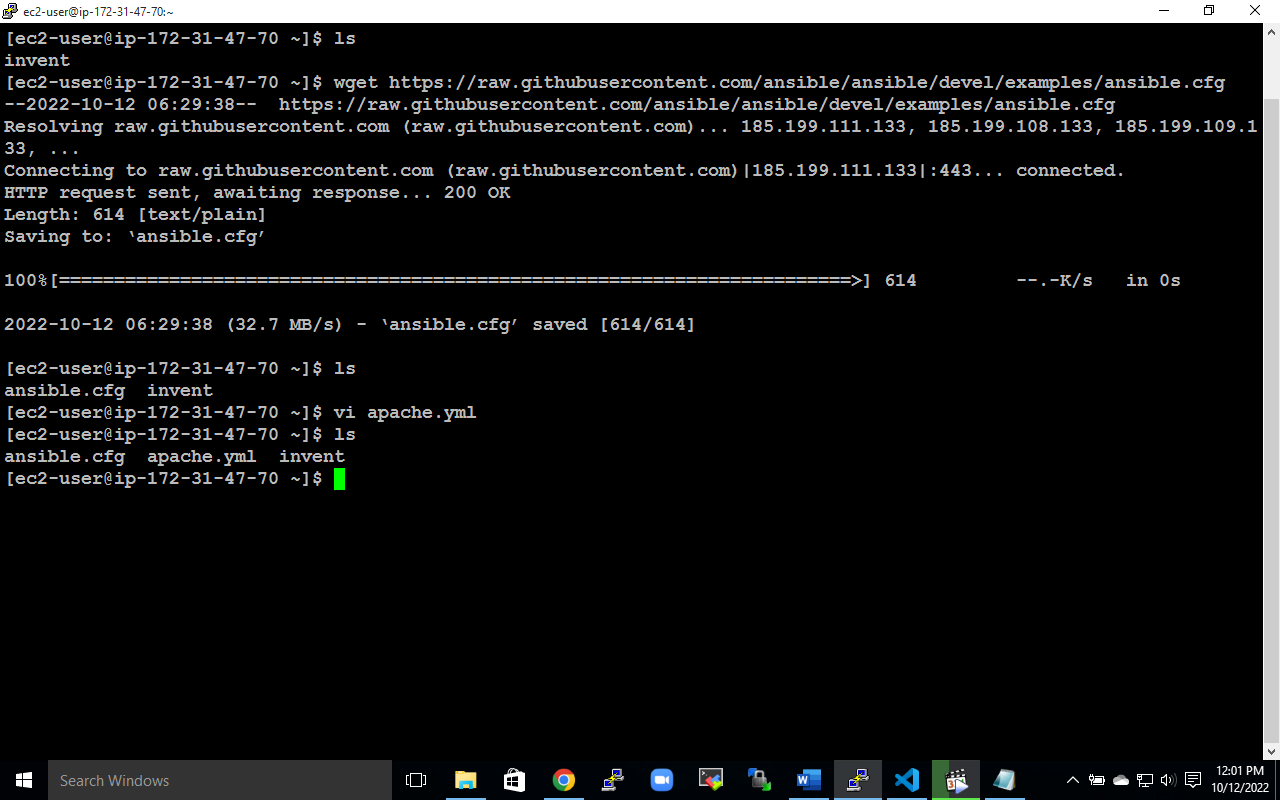 ec2-user@ip-172-31-47-70:~
[ec2-user@ip-172-31-47-70 ~]$ ls
invent
[ec2-user@ip-172-31-47-70 ~]$ wget https://raw.githubusercontent.com/ansible/ansible/devel/examples/ansible.cfg
--2022-10-12 06:29:38--  https://raw.githubusercontent.com/ansible/ansible/devel/examples/ansible.cfg
Resolving raw.githubusercontent.com (raw.githubusercontent.com)... 185.199.111.133, 185.199.108.133, 185.199.109.1
33, ...
Connecting to raw.githubusercontent.com (raw.githubusercontent.com)|185.199.111.133|:443... connected.
HTTP request sent, awaiting response... 200 OK
Length: 614 [text/plain]
Saving to: ‘ansible.cfg’
100%[========================================================================>] 614         --.-K/s   in 0s
2022-10-12 06:29:38 (32.7 MB/s) - ‘ansible.cfg’ saved [614/614]
[ec2-user@ip-172-31-47-70 ~]$ ls
ansible.cfg  invent
[ec2-user@ip-172-31-47-70 ~]$ vi apache.yml
[ec2-user@ip-172-31-47-70 ~]$ ls
ansible.cfg  apache.yml  invent
[ec2-user@ip-172-31-47-70 ~]$
Search Windows
12:01 PM
10/12/2022